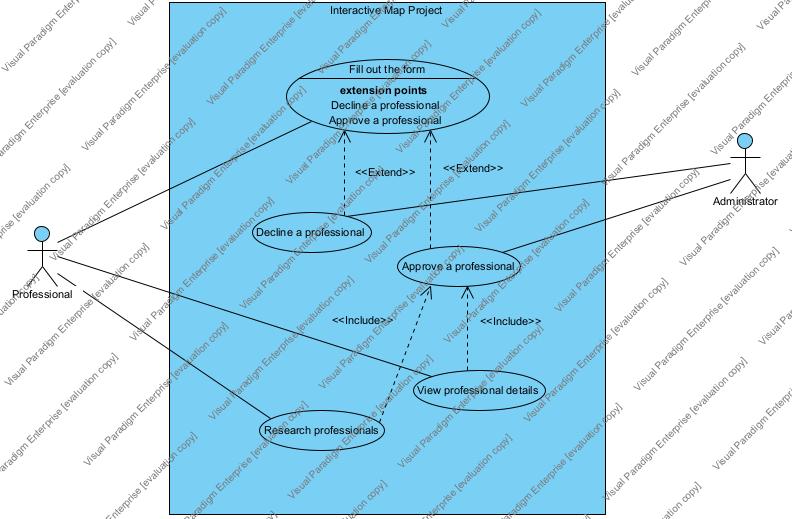 Interactive Map Project
Fill out the form
extension points
Decline a professional
Approve a professional
<<Extend>>
<<Extend>>
Administrator
Decline a professional
Approve a professional
Professional
<<Include>>
<<Include>>
View professional details
Research professionals
Visual Paradigm Enterprise [evaluation copy]